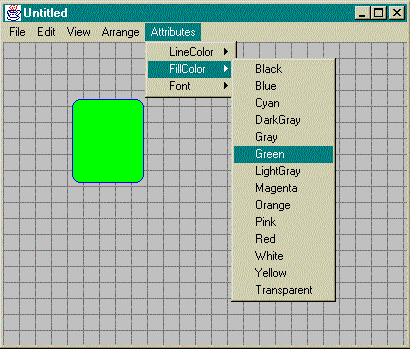 Untitled
File Edit View Arrange Attributes
LineColor
FillColor
Font
Black
Blue
Cyan
DarkGray
Gray
Green
LightGray
Magenta
Orange
Pink
Red
White
Yellow
Transparent